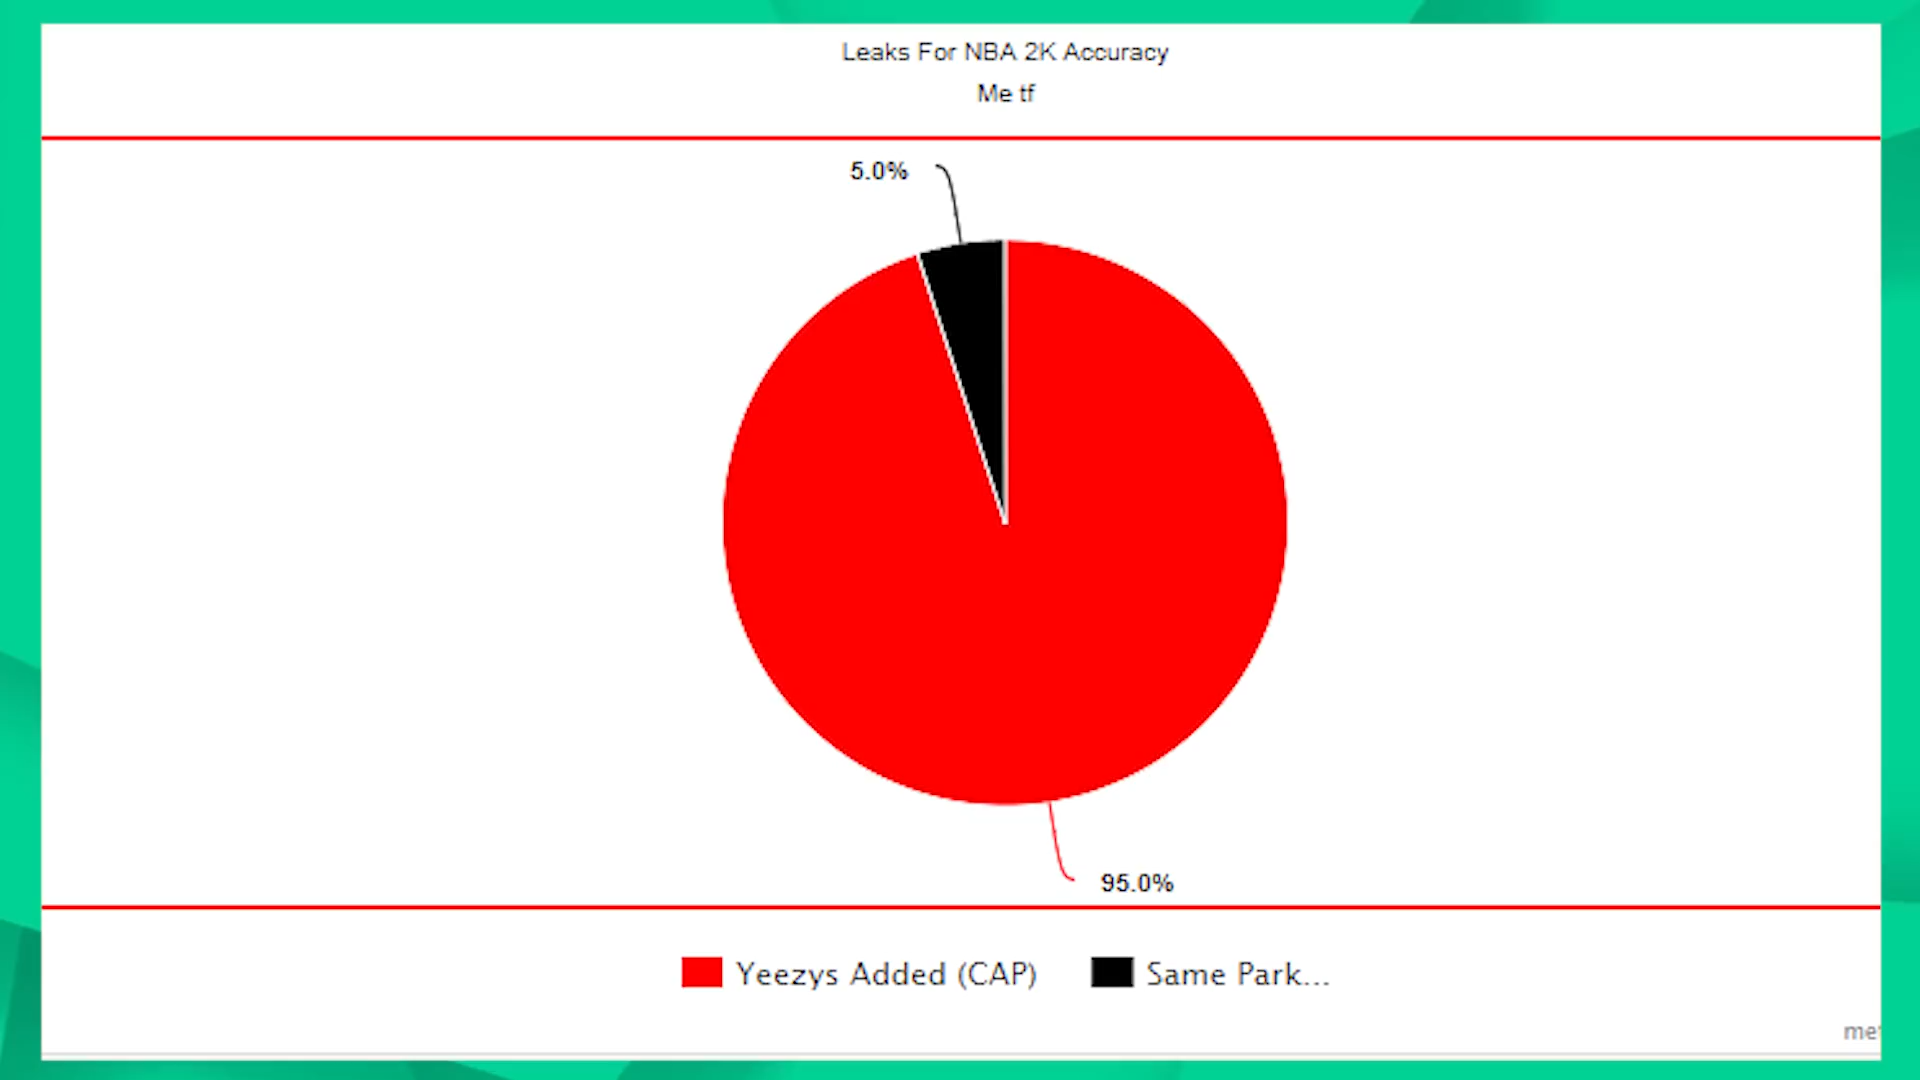 Leaks For NBA 2K Accuracy
Me tf
5.0%
95.0%
Yeezys Added (CAP)
Same Park...